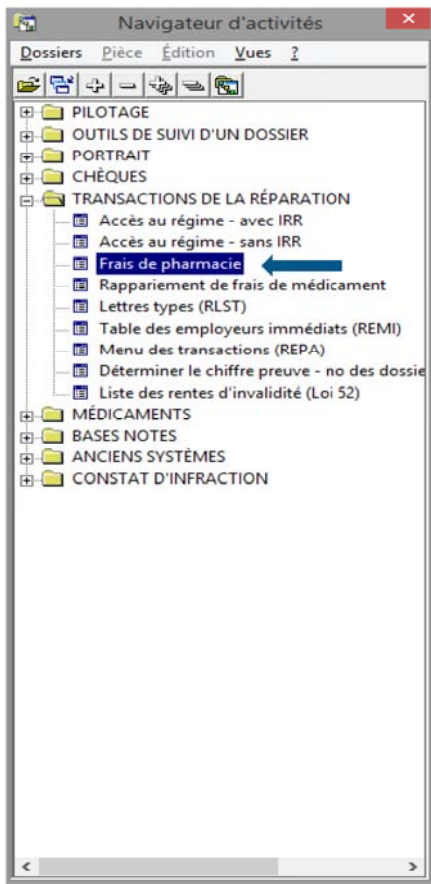 Navigateur d'activités
Dossiers Pièce Édition Vues ?
PILOTAGE
OUTILS DE SUIVI D'UN DOSSIER
PORTRAIT
CHÈQUES
TRANSACTIONS DE LA RÉPARATION
Accès au régime - avec IRR
Accès au régime - sans IRR
Frais de pharmacie
Rappariement de frais de médicament
Lettres types (RLST)
Table des employeurs immédiats (REMI)
Menu des transactions (REPA)
Déterminer le chiffre preuve - no des dossie
Liste des rentes d'invalidité (Loi 52)
MÉDICAMENTS
BASES NOTES
ANCIENS SYSTÈMES
CONSTAT D'INFRACTION